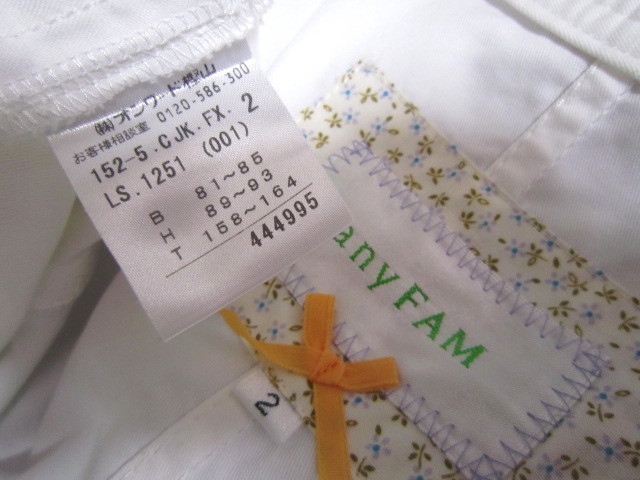 ㈱オンワード樫山
お客様相談室 0120-586-300
152-5.CJK.FX. 2
LS.1251 (001)
B 81～85
H 89～93
T 158～164
444995
anyFAM
2